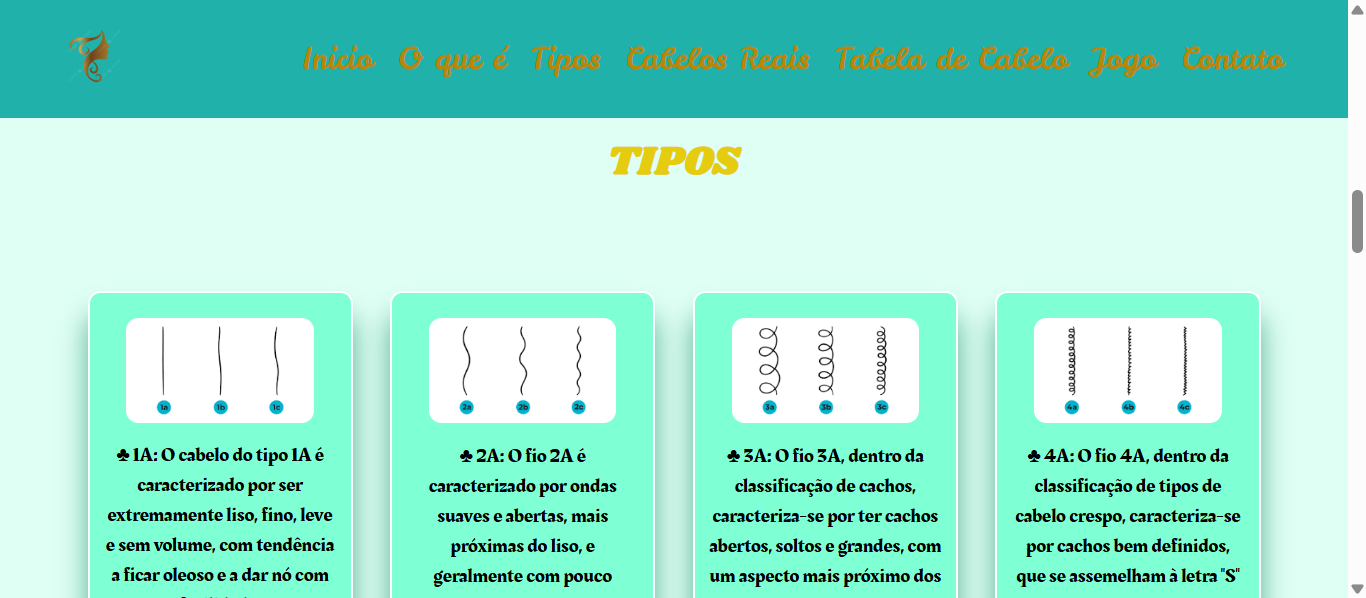 Inicio O que é Tipos Cabelos Reais Tabela de Cabelo Jogo Contato
TIPOS
1a 1b 1c
♣ 1A: O cabelo do tipo 1A é
caracterizado por ser
extremamente liso, fino, leve
e sem volume, com tendência
a ficar oleoso e a dar nó com
2a 2b 2c
♣ 2A: O fio 2A é
caracterizado por ondas
suaves e abertas, mais
próximas do liso, e
geralmente com pouco
3a 3b 3c
♣ 3A: O fio 3A, dentro da
classificação de cachos,
caracteriza-se por ter cachos
abertos, soltos e grandes, com
um aspecto mais próximo dos
4a 4b 4c
♣ 4A: O fio 4A, dentro da
classificação de tipos de
cabelo crespo, caracteriza-se
por cachos bem definidos,
que se assemelham à letra "S"